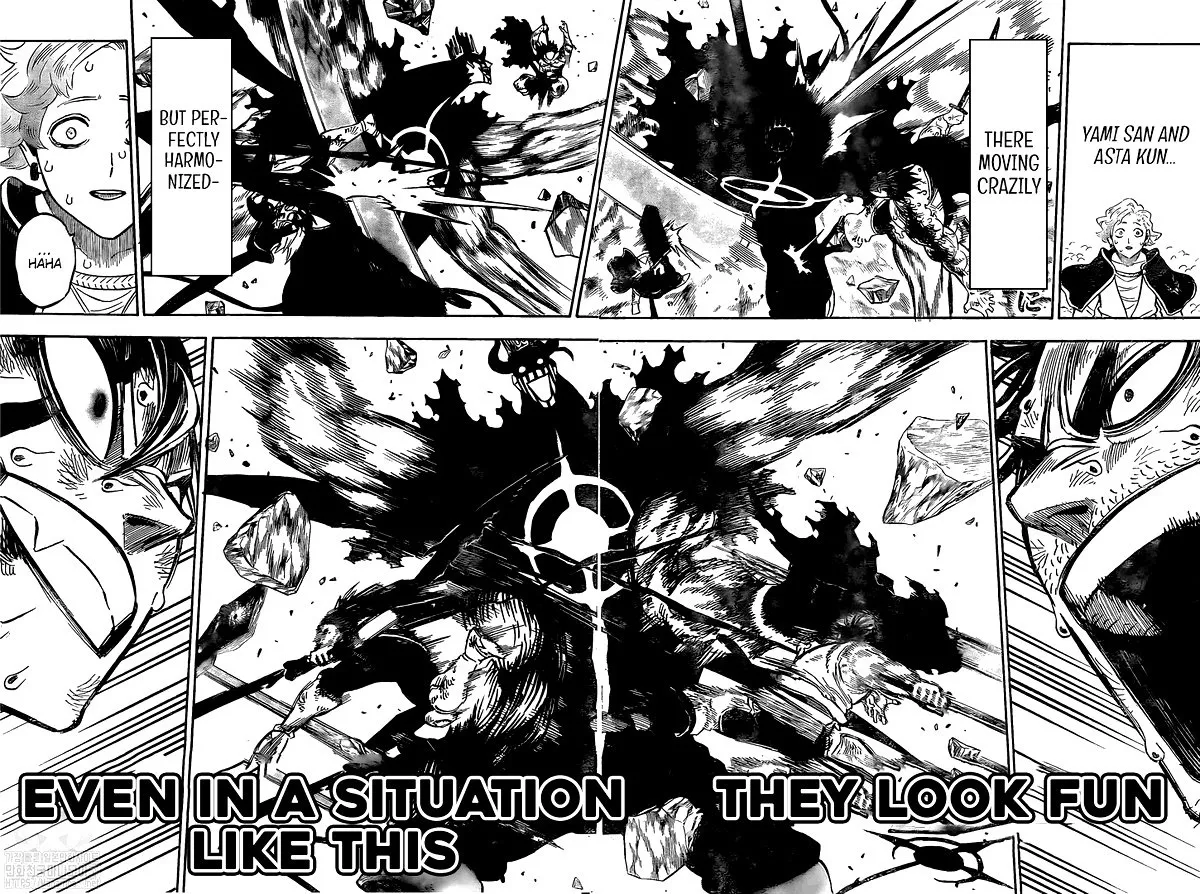 YAMI SAN AND
ASTA KUN...
THERE
MOVING
CRAZILY
BUT PER-
FECTLY
HARMO-
NIZED-
...
HAHA
THEY LOOK FUN
EVEN IN A SITUATION
LIKE THIS